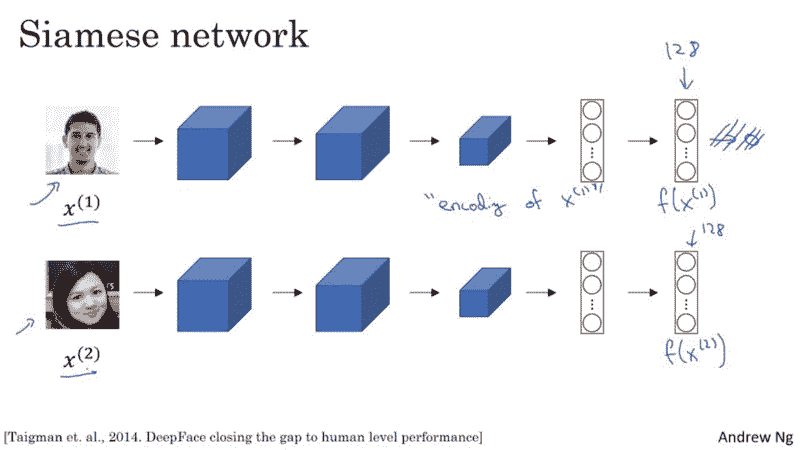 Siamese network
128
x^(1)
"encoding of x^(1)"
f(x^(1))
128
x^(2)
f(x^(2))
[Taigman et. al., 2014. DeepFace closing the gap to human level performance]
Andrew Ng